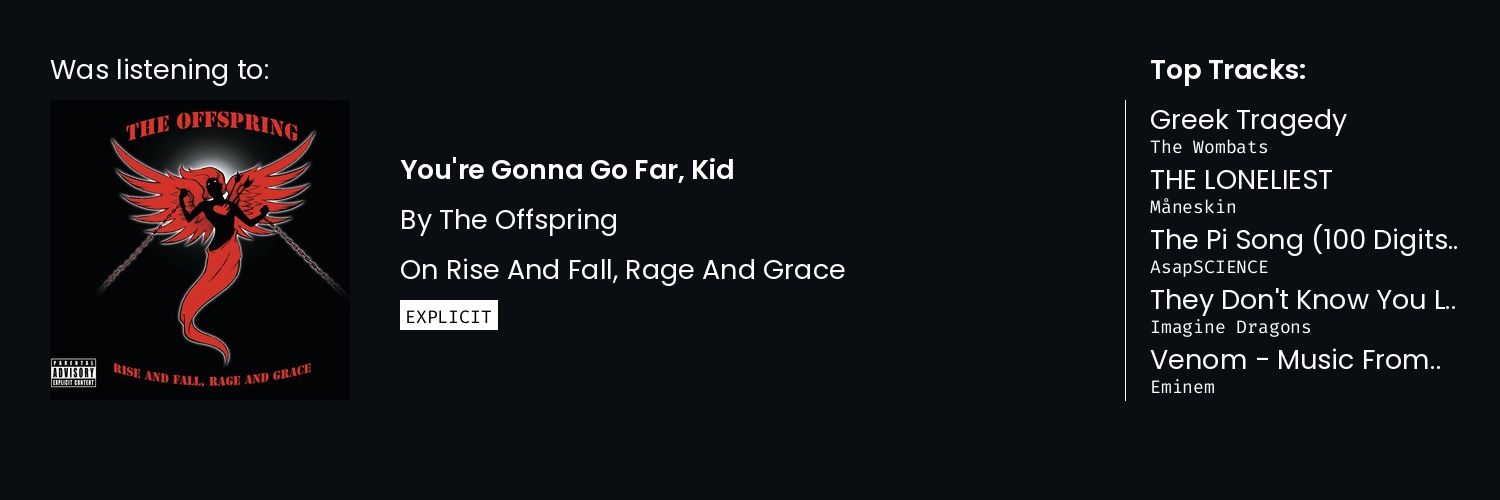 Was listening to:
THE OFFSPRING
PARENTAL
ADVISORY
EXPLICIT CONTENT
RISE AND FALL, RAGE AND GRACE
You're Gonna Go Far, Kid
By The Offspring
On Rise And Fall, Rage And Grace
EXPLICIT
Top Tracks:
Greek Tragedy
The Wombats
THE LONELIEST
Måneskin
The Pi Song (100 Digits..
AsapSCIENCE
They Don't Know You L..
Imagine Dragons
Venom - Music From..
Eminem